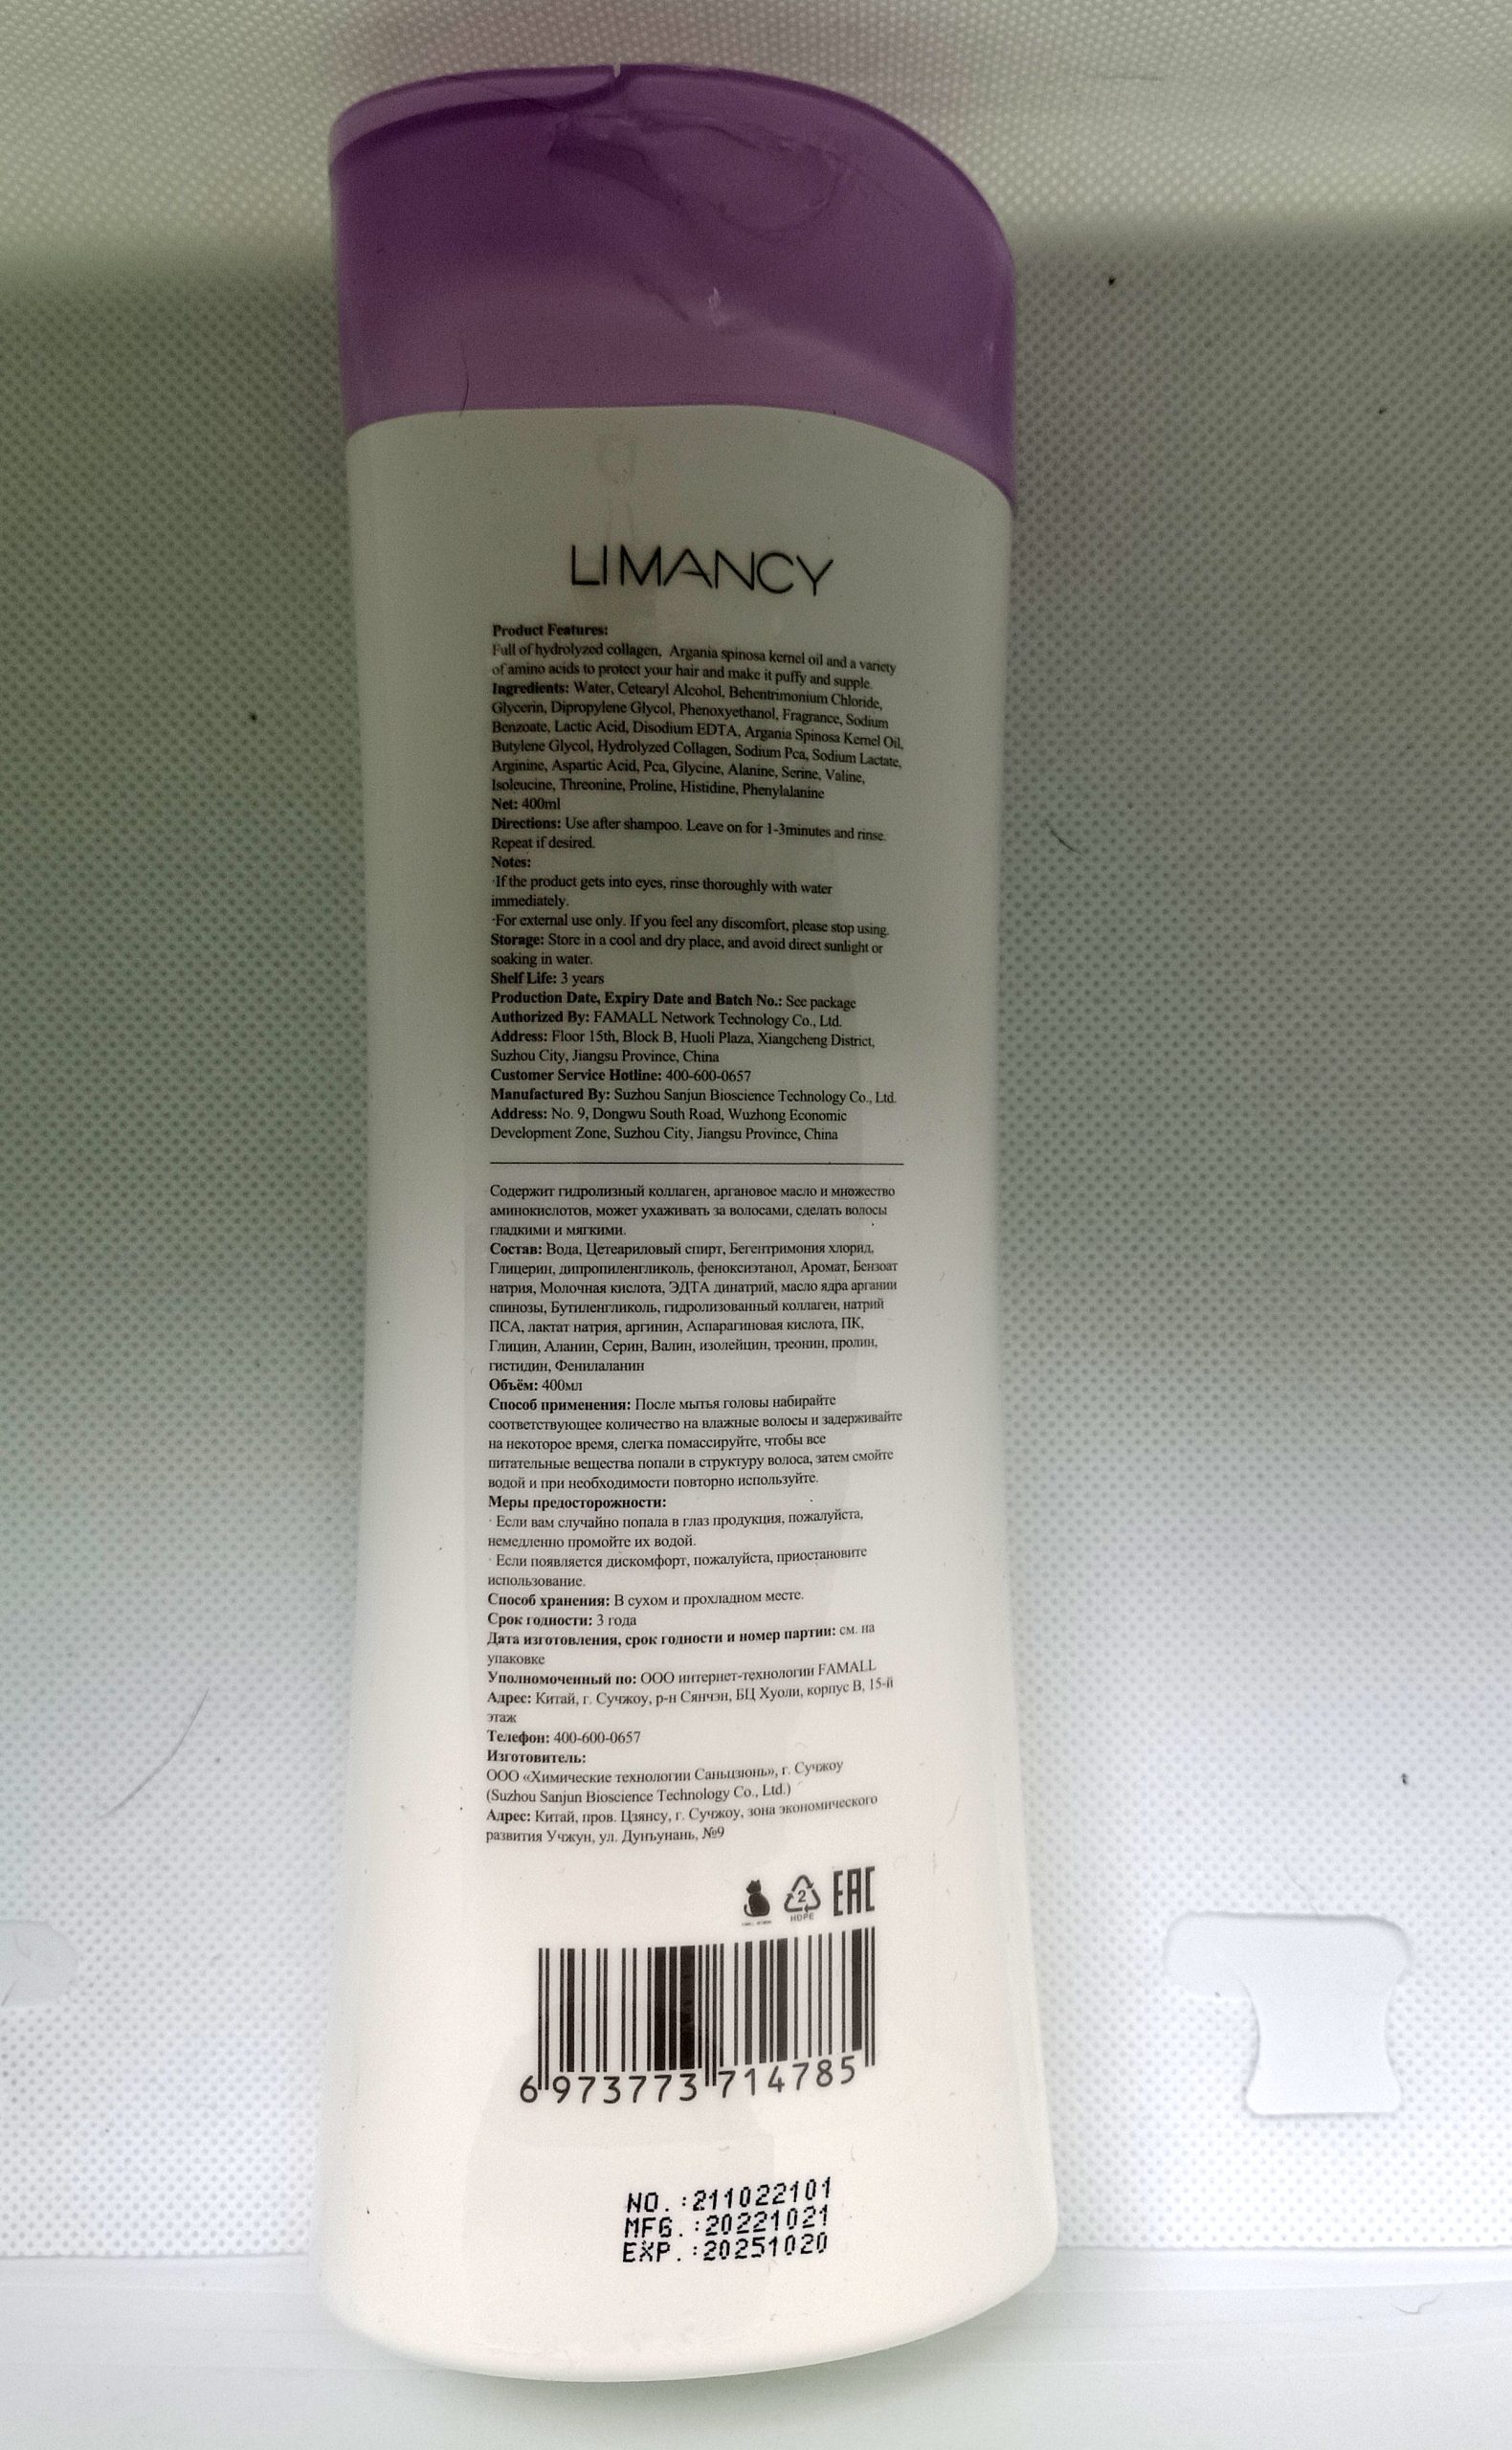 LIMANCY
Product Features:
Full of hydrolyzed collagen, Argania spinosa kernel oil and a variety
of amino acids to protect your hair and make it puffy and supple.
Ingredients: Water, Cetearyl Alcohol, Behentrimonium Chloride,
Glycerin, Dipropylene Glycol, Phenoxyethanol, Fragrance, Sodium
Benzoate, Lactic Acid, Disodium EDTA, Argania Spinosa Kernel Oil,
Butylene Glycol, Hydrolyzed Collagen, Sodium Pca, Sodium Lactate,
Arginine, Aspartic Acid, Pca, Glycine, Alanine, Serine, Valine,
Isoleucine, Threonine, Proline, Histidine, Phenylalanine
Net: 400ml
Directions: Use after shampoo. Leave on for 1-3minutes and rinse.
Repeat if desired.
Notes:
·If the product gets into eyes, rinse thoroughly with water
immediately.
·For external use only. If you feel any discomfort, please stop using.
Storage: Store in a cool and dry place, and avoid direct sunlight or
soaking in water.
Shelf Life: 3 years
Production Date, Expiry Date and Batch No.: See package
Authorized By: FAMALL Network Technology Co., Ltd.
Address: Floor 15th, Block B, Huoli Plaza, Xiangcheng District,
Suzhou City, Jiangsu Province, China
Customer Service Hotline: 400-600-0657
Manufactured By: Suzhou Sanjun Bioscience Technology Co., Ltd.
Address: No. 9, Dongwu South Road, Wuzhong Economic
Development Zone, Suzhou City, Jiangsu Province, China
Содержит гидролизный коллаген, аргановое масло и множество
аминокислотов, может ухаживать за волосами, сделать волосы
гладкими и мягкими.
Состав: Вода, Цетеариловый спирт, Бегентримония хлорид,
Глицерин, дипропиленгликоль, феноксиэтанол, Аромат, Бензоат
натрия, Молочная кислота, ЭДТА динатрий, масло ядра аргании
спинозы, Бутиленгликоль, гидролизованный коллаген, натрий
ПСА, лактат натрия, аргинин, Аспарагиновая кислота, ПК,
Глицин, Аланин, Серин, Валин, изолейцин, треонин, пролин,
гистидин, Фенилаланин
Объём: 400мл
Способ применения: После мытья головы набирайте
соответствующее количество на влажные волосы и задерживайте
на некоторое время, слегка помассируйте, чтобы все
питательные вещества попали в структуру волоса, затем смойте
водой и при необходимости повторно используйте.
Меры предосторожности:
· Если вам случайно попала в глаз продукция, пожалуйста,
немедленно промойте их водой.
· Если появляется дискомфорт, пожалуйста, приостановите
использование.
Способ хранения: В сухом и прохладном месте.
Срок годности: 3 года
Дата изготовления, срок годности и номер партии: см. на
упаковке
Уполномоченный по: ООО интернет-технологии FAMALL
Адрес: Китай, г. Сучжоу, р-н Сянчэн, БЦ Хуоли, корпус B, 15-й
этаж
Телефон: 400-600-0657
Изготовитель:
ООО «Химические технологии Саньцзюнь», г. Сучжоу
(Suzhou Sanjun Bioscience Technology Co., Ltd.)
Адрес: Китай, пров. Цзянсу, г. Сучжоу, зона экономического
развития Учжун, ул. Дунъунань, №9
2 EAC
HDPE
6 973773 714785
NO.:211022101
MFG.:20221021
EXP.:20251020